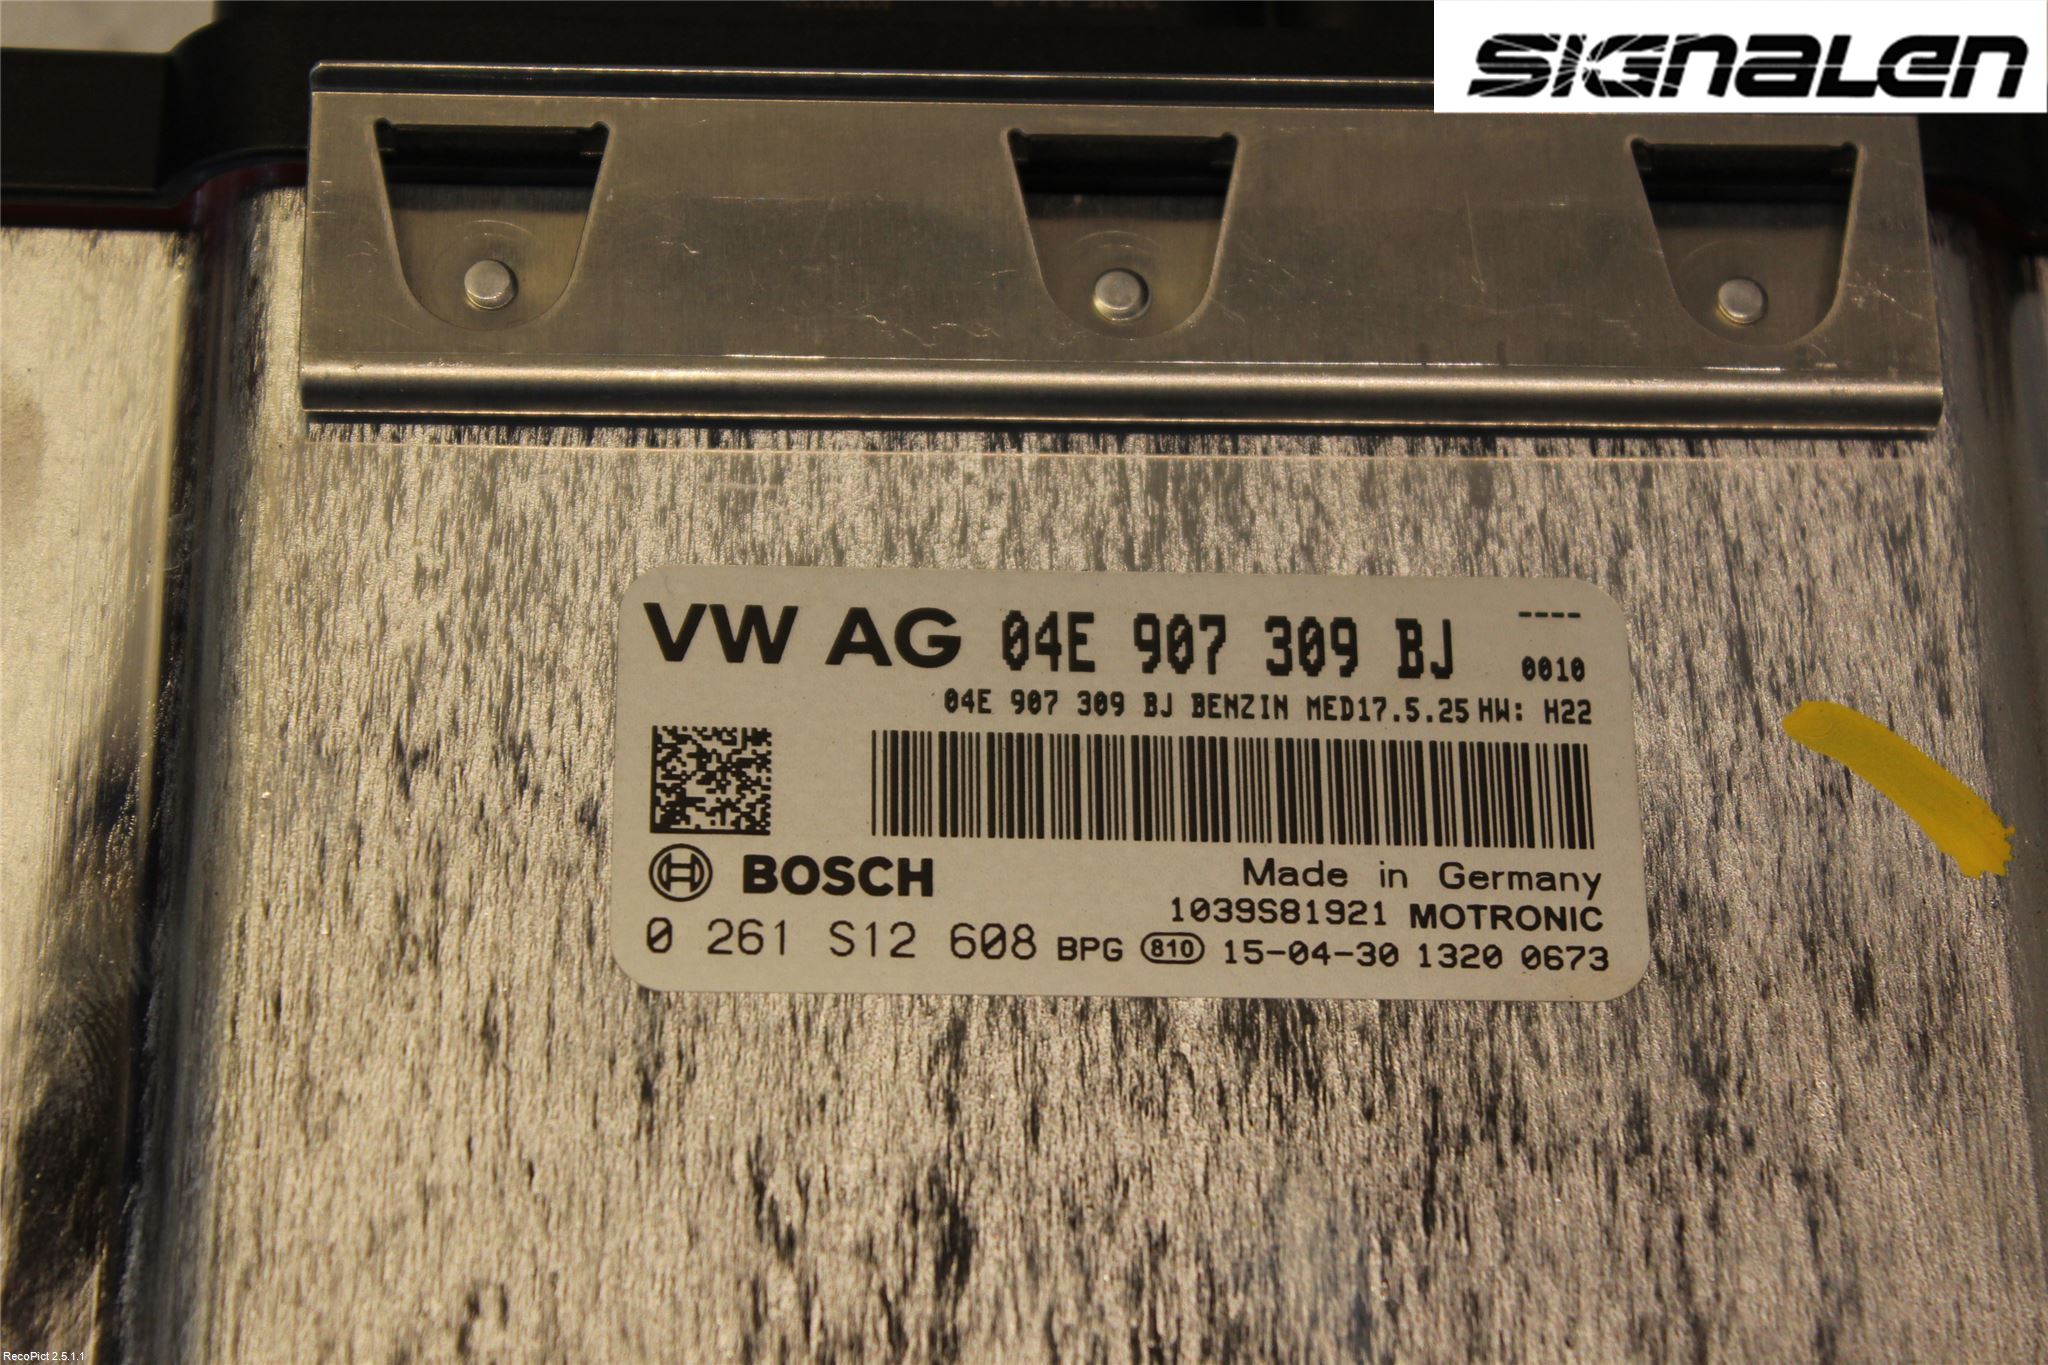 SIGNALEN
VW AG 04E 907 309 BJ ----
0010
04E 907 309 BJ BENZIN MED17.5.25 HW: H22
BOSCH
Made in Germany
1039S81921 MOTRONIC
0 261 S12 608 BPG 810 15-04-30 1320 0673
RecoPict 2.5.1.1